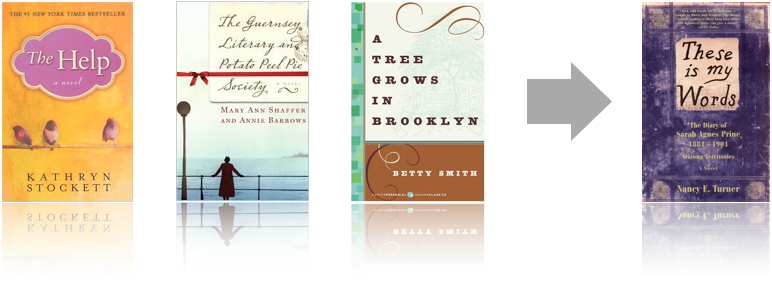 THE #1 NEW YORK TIMES BESTSELLER
The Help
a novel
KATHRYN
STOCKETT
The Guernsey
Literary and
Potato Peel Pie
Society
a novel
MARY ANN SHAFFER
AND ANNIE BARROWS
A
TREE
GROWS
IN
BROOKLYN
BETTY SMITH
These
is my
Words
The Diary of
Sarah Agnes Prine
1881–1901
Arizona Territories
A Novel
Nancy E. Turner